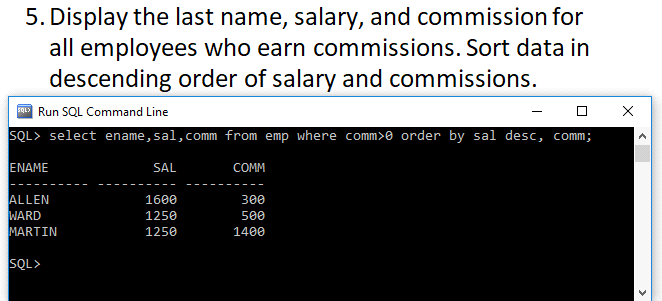 5. Display the last name, salary, and commission for
all employees who earn commissions. Sort data in
descending order of salary and commissions.
Run SQL Command Line
SQL> select ename,sal,comm from emp where comm>0 order by sal desc, comm;
ENAME SAL COMM
---------- ---------- ----------
ALLEN 1600 300
WARD 1250 500
MARTIN 1250 1400
SQL>